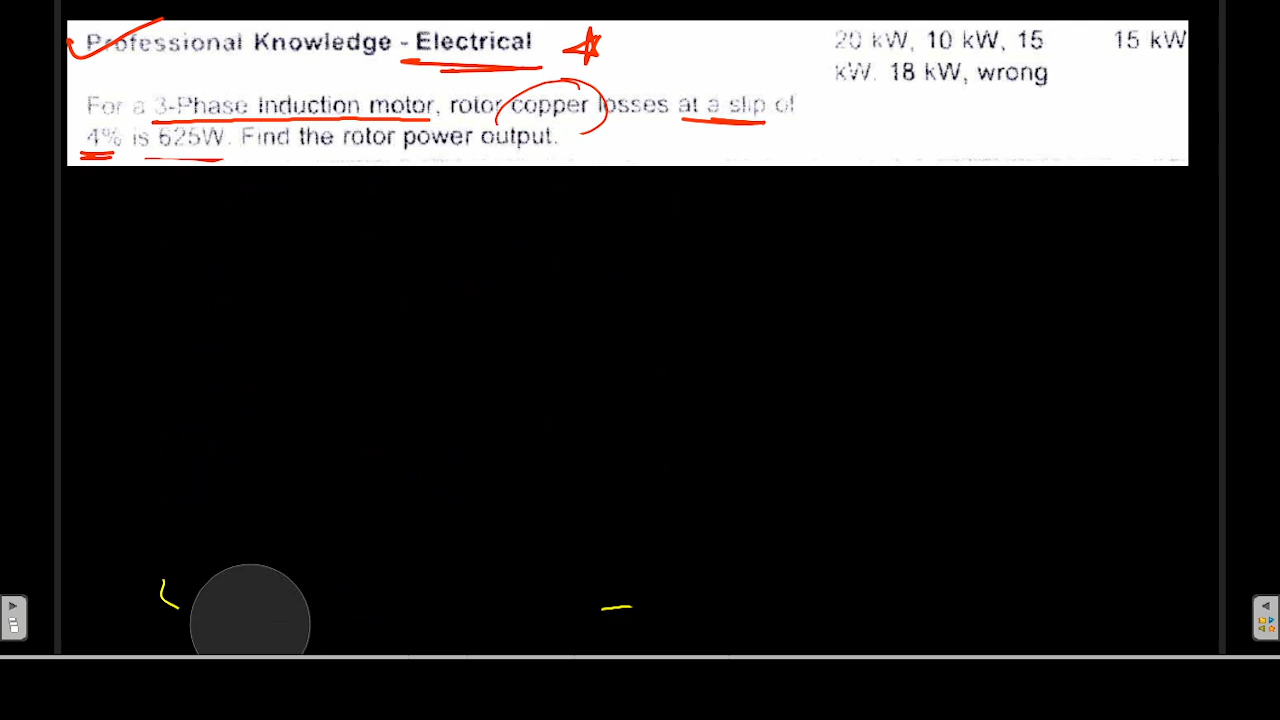 Professional Knowledge - Electrical
20 kW, 10 kW, 15
kW. 18 kW, wrong
15 kW
For a 3-Phase Induction motor, rotor copper losses at a slip of
4% is 625W. Find the rotor power output.